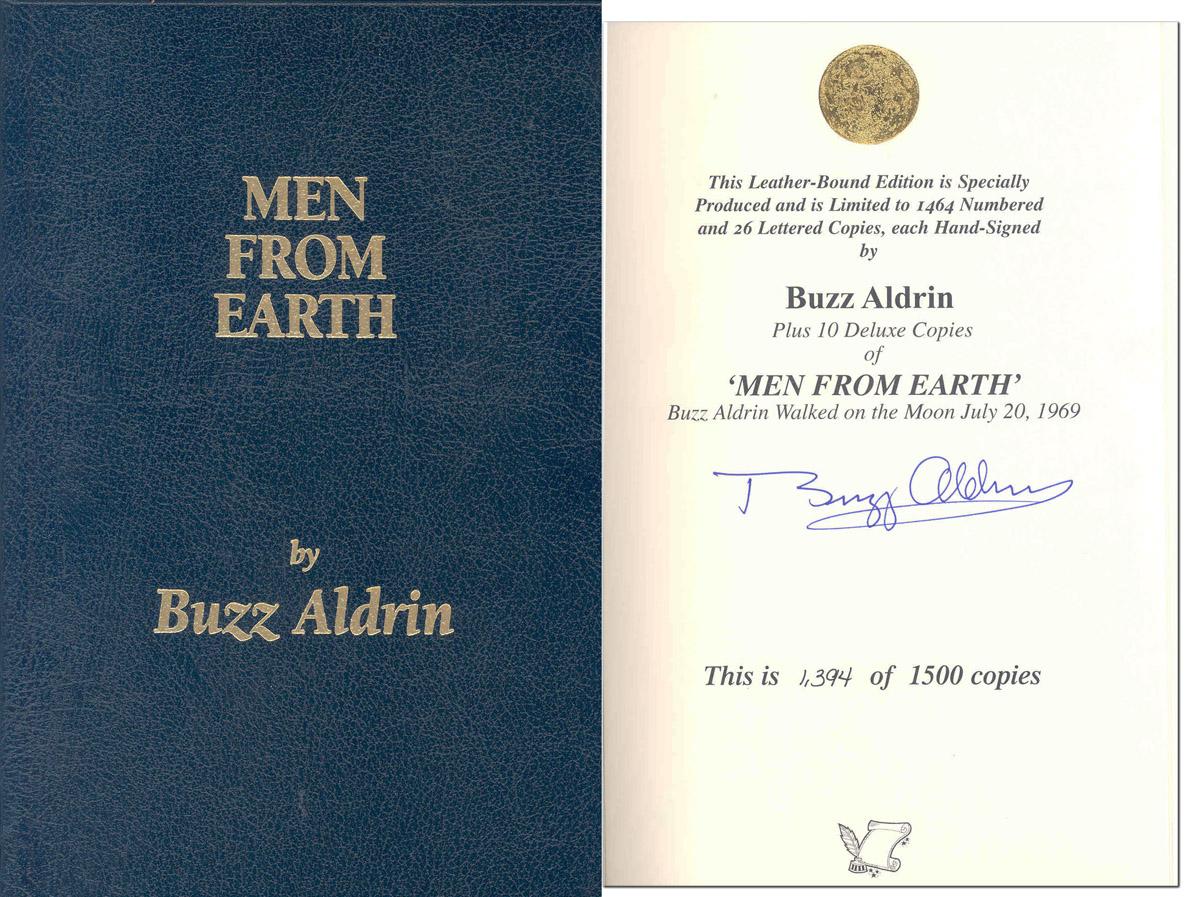 MEN
FROM
EARTH
by
Buzz Aldrin
This Leather-Bound Edition is Specially
Produced and is Limited to 1464 Numbered
and 26 Lettered Copies, each Hand-Signed
by
Buzz Aldrin
Plus 10 Deluxe Copies
of
‘MEN FROM EARTH’
Buzz Aldrin Walked on the Moon July 20, 1969
Buzz Aldrin
This is 1,394 of 1500 copies